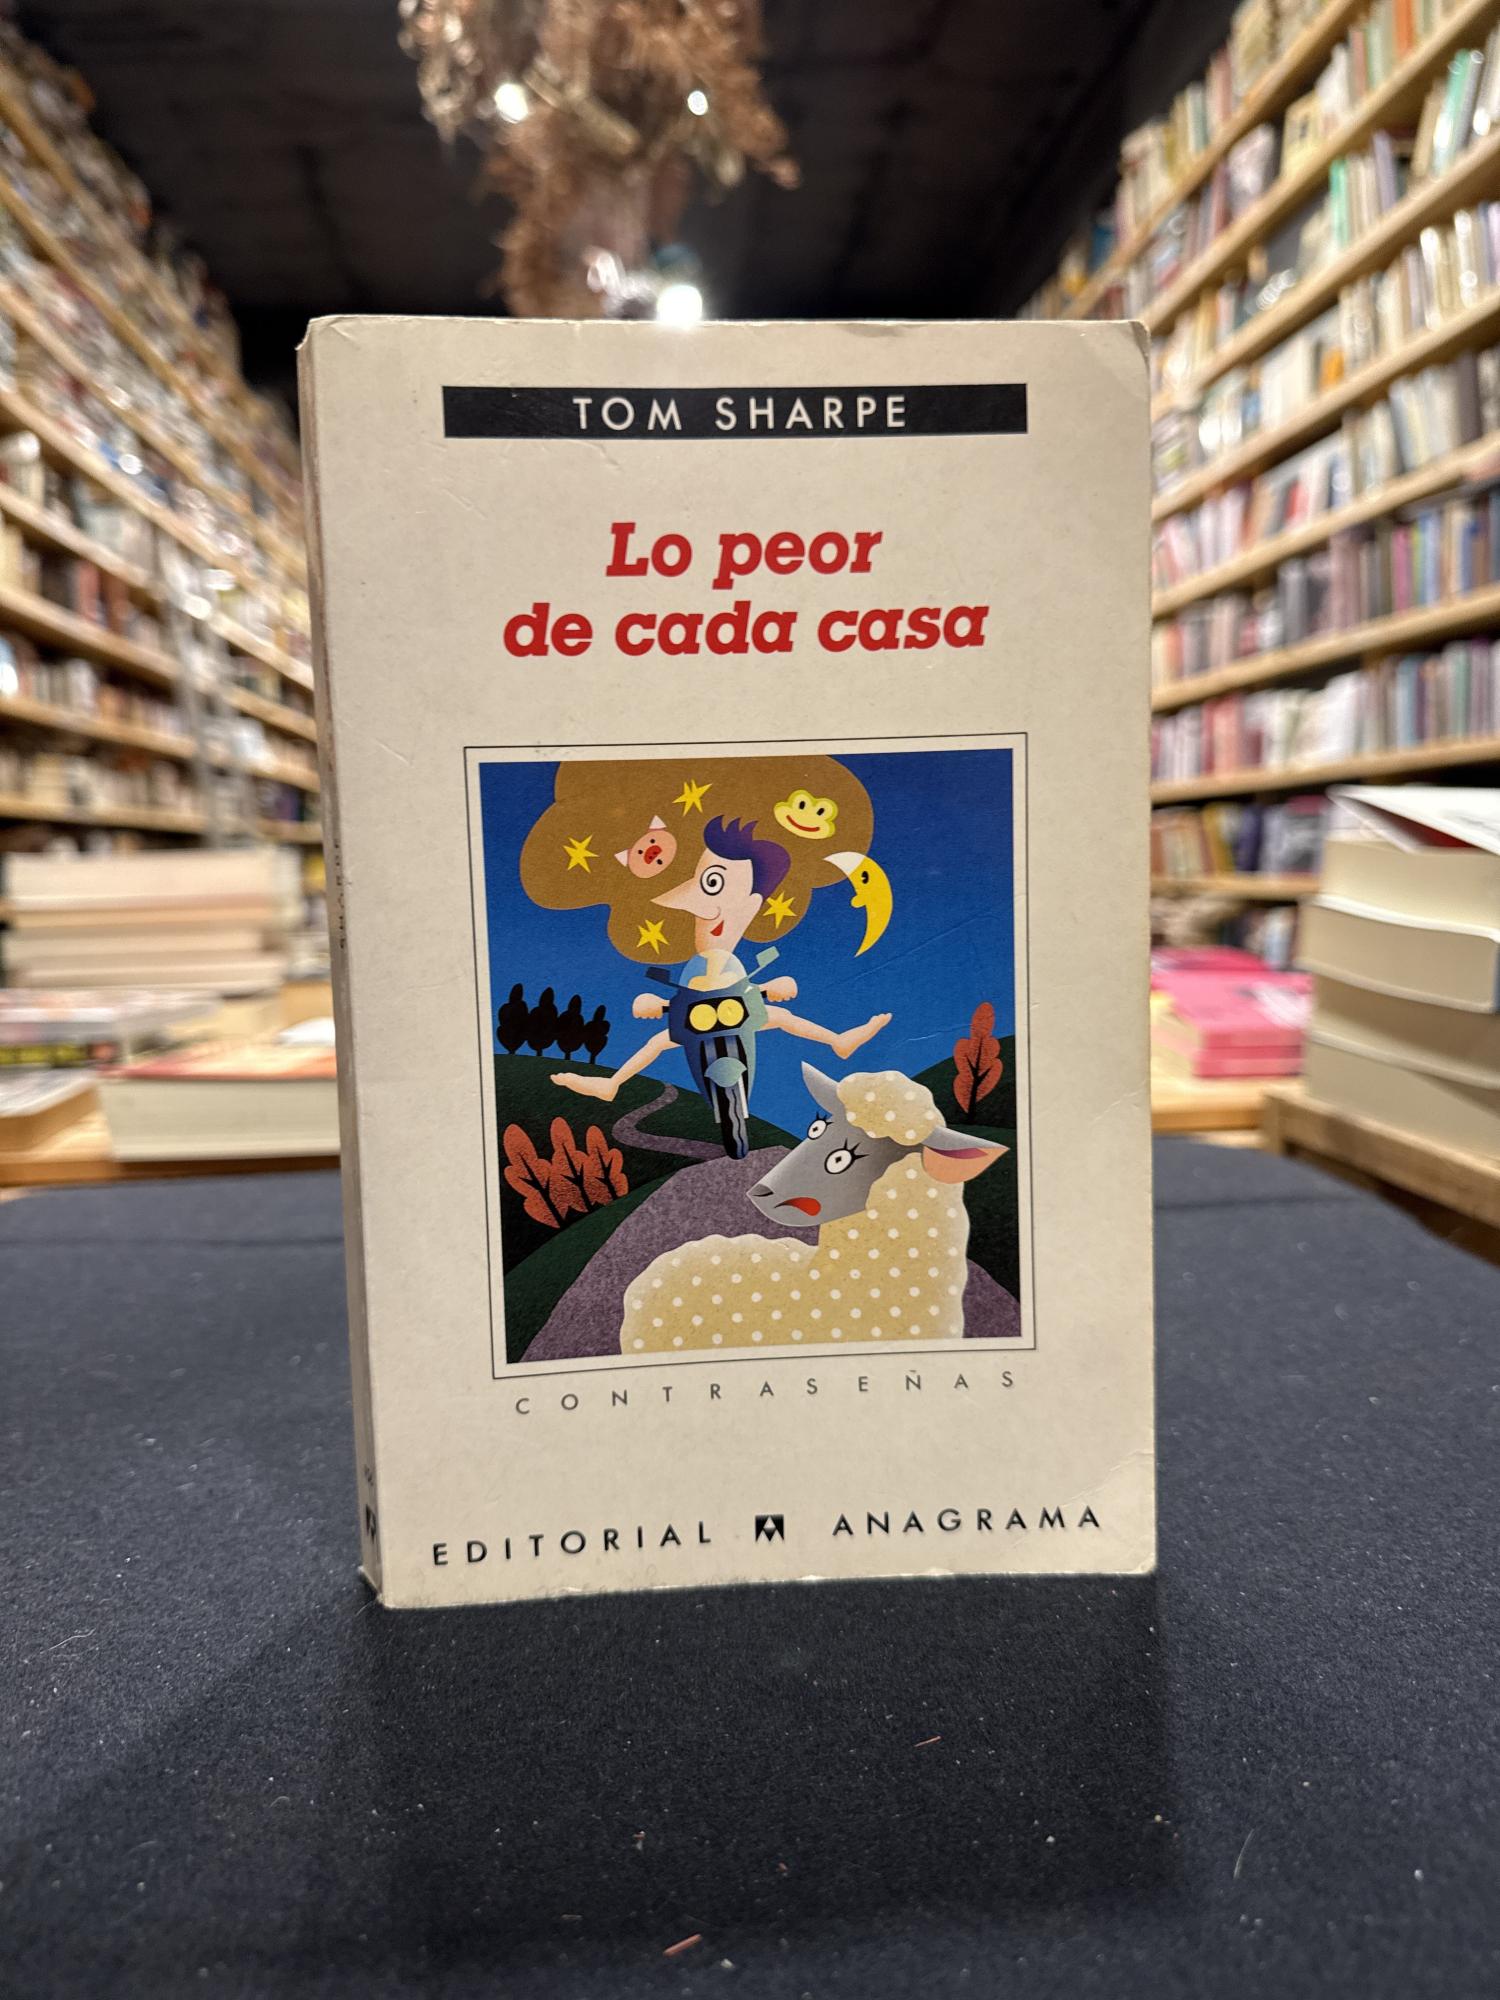 TOM SHARPE
Lo peor
de cada casa
CONTRASEÑAS
EDITORIAL ANAGRAMA